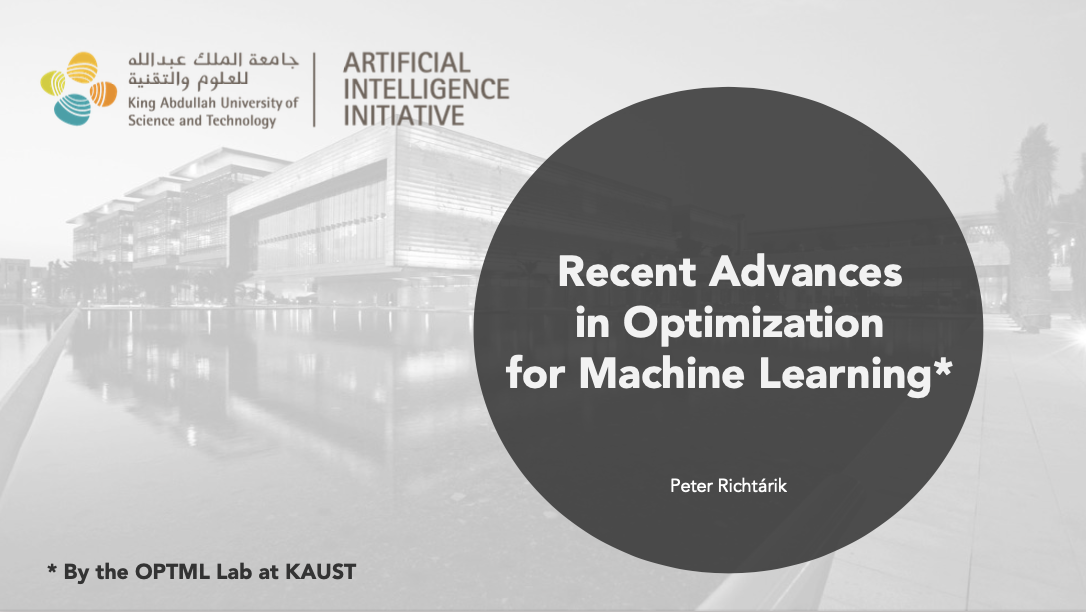 جامعة الملك عبدالله
للعلوم والتقنية
King Abdullah University of
Science and Technology
ARTIFICIAL
INTELLIGENCE
INITIATIVE
Recent Advances
in Optimization
for Machine Learning*
Peter Richtárik
* By the OPTML Lab at KAUST